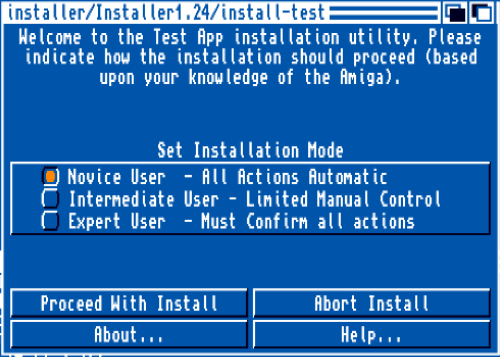 installer/Installer1.24/install-test
Welcome to the Test App installation utility. Please
indicate how the installation should proceed (based
upon your knowledge of the Amiga).
Set Installation Mode
Novice User - All Actions Automatic
Intermediate User - Limited Manual Control
Expert User - Must Confirm all actions
Proceed With Install
Abort Install
About...
Help...